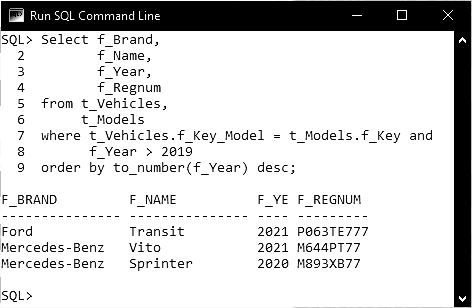 Run SQL Command Line
SQL> Select f_Brand,
  2         f_Name,
  3         f_Year,
  4         f_Regnum
  5  from t_Vehicles,
  6       t_Models
  7  where t_Vehicles.f_Key_Model = t_Models.f_Key and
  8        f_Year > 2019
  9  order by to_number(f_Year) desc;
F_BRAND         F_NAME          F_YE F_REGNUM
--------------- --------------- ---- ---------
Ford            Transit         2021 P063TE777
Mercedes-Benz   Vito            2021 M644PT77
Mercedes-Benz   Sprinter        2020 M893XB77
SQL>